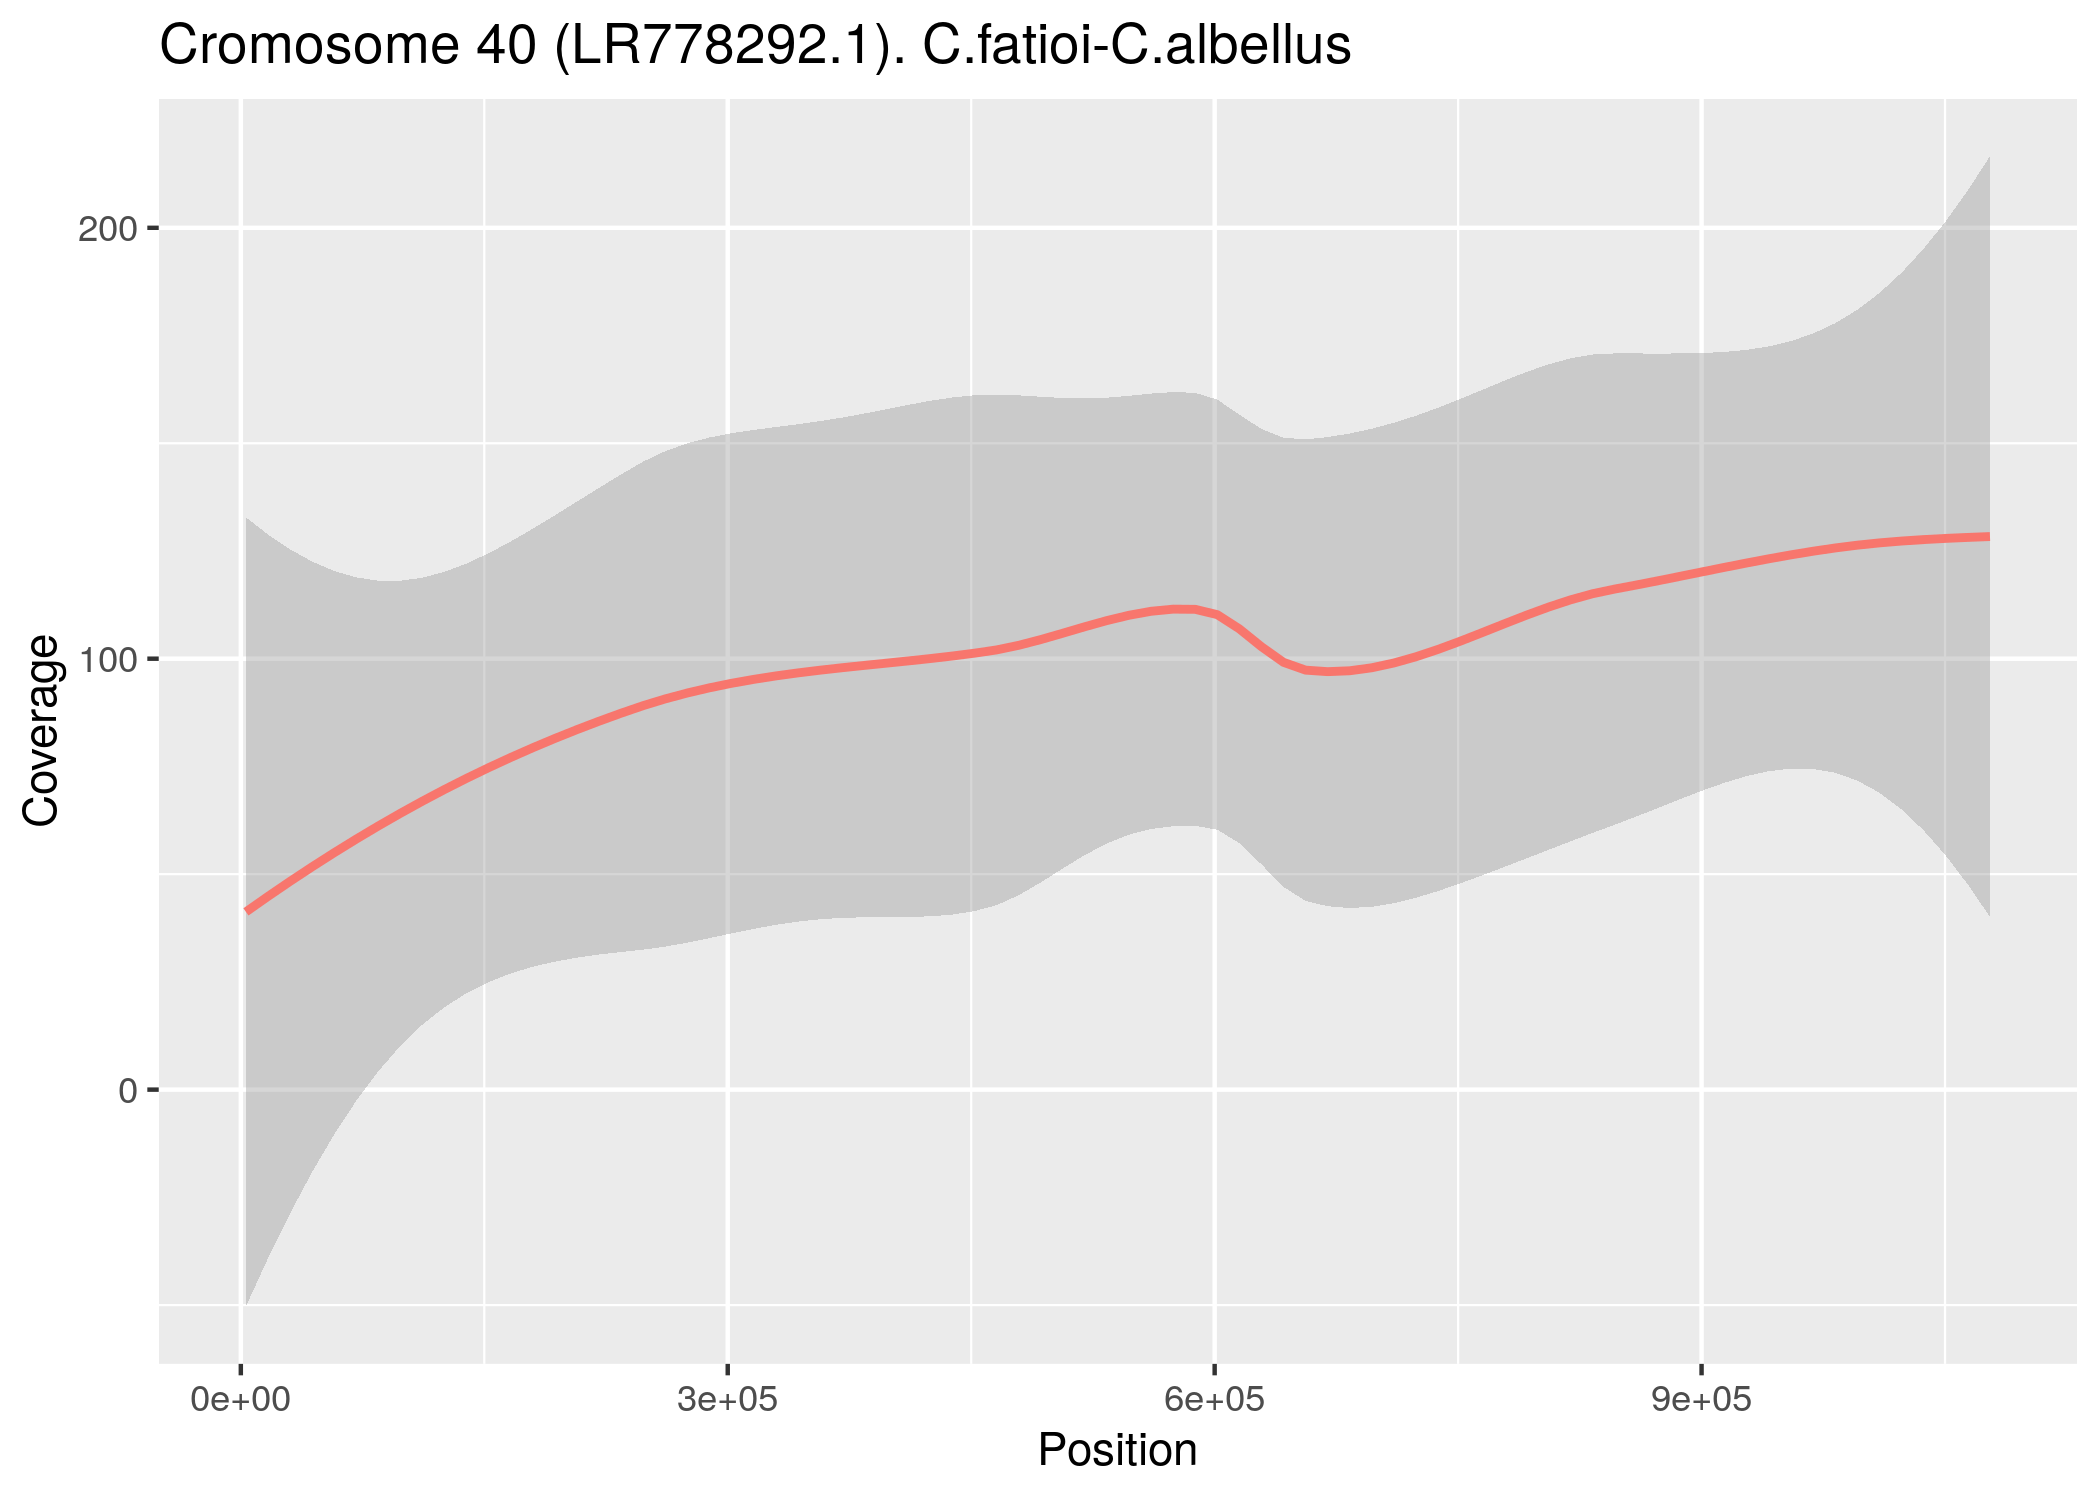 Cromosome 40 (LR778292.1). C.fatioi-C.albellus
200
100
0
Coverage
0e+00 3e+05 6e+05 9e+05
Position